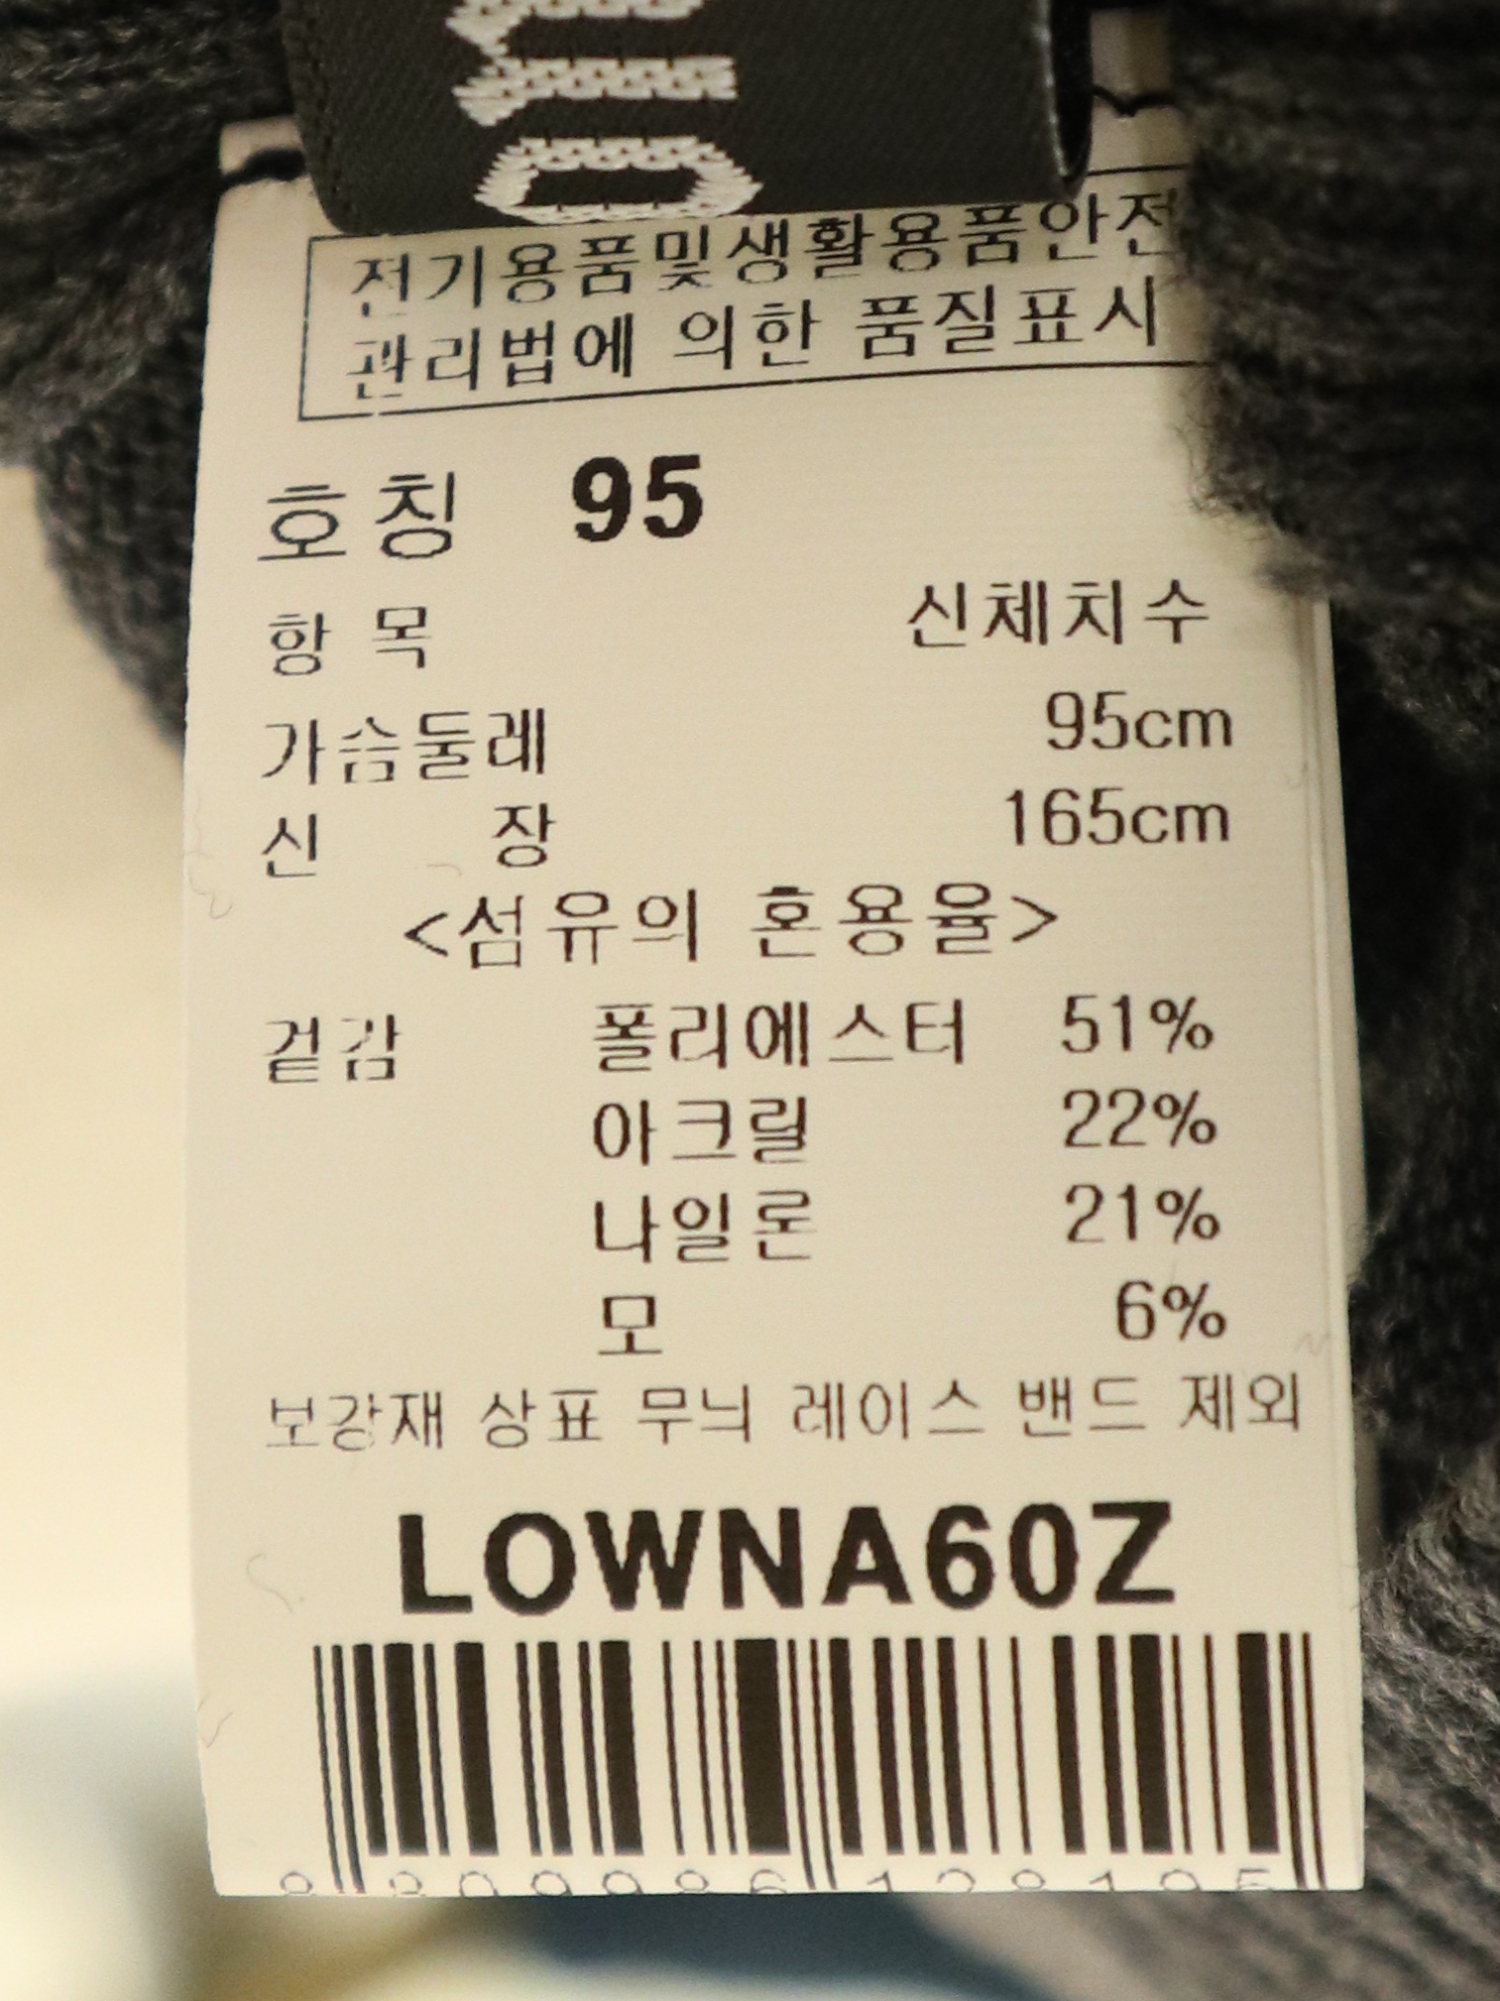 전기용품및생활용품안전
관리법에 의한 품질표시
호칭 95
항목 신체치수
가슴둘레 95cm
신장 165cm
<섬유의 혼용율>
겉감 폴리에스터 51%
아크릴 22%
나일론 21%
모 6%
보강재 상표 무늬 레이스 밴드 제외
LOWNA60Z